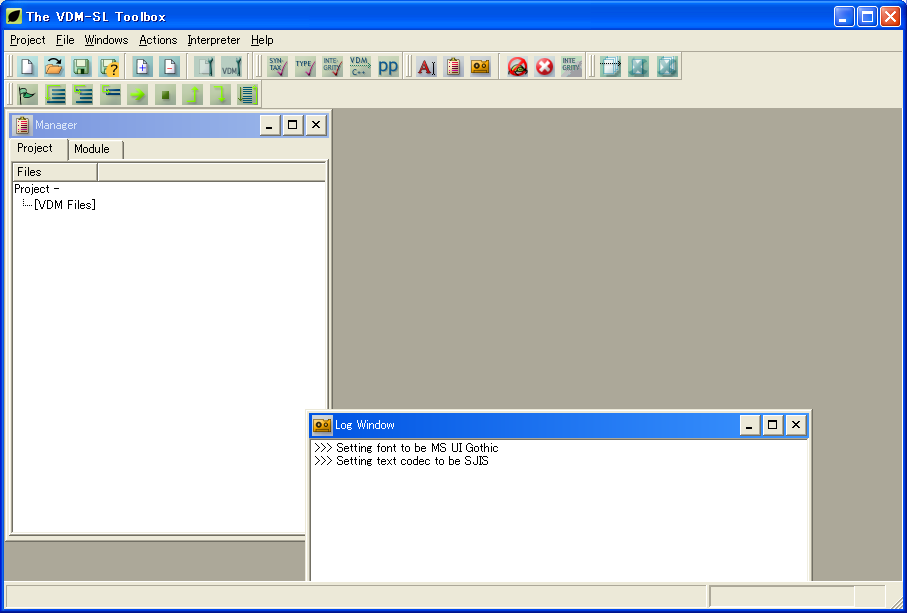 The VDM-SL Toolbox
Project File Windows Actions Interpreter Help
SYN-TAX TYPE INTE-GRITY VDM C++ pp A INTE GRITY
VDM
Manager
Project Module
Files
Project -
[VDM Files]
Log Window
>>> Setting font to be MS UI Gothic
>>> Setting text codec to be SJIS